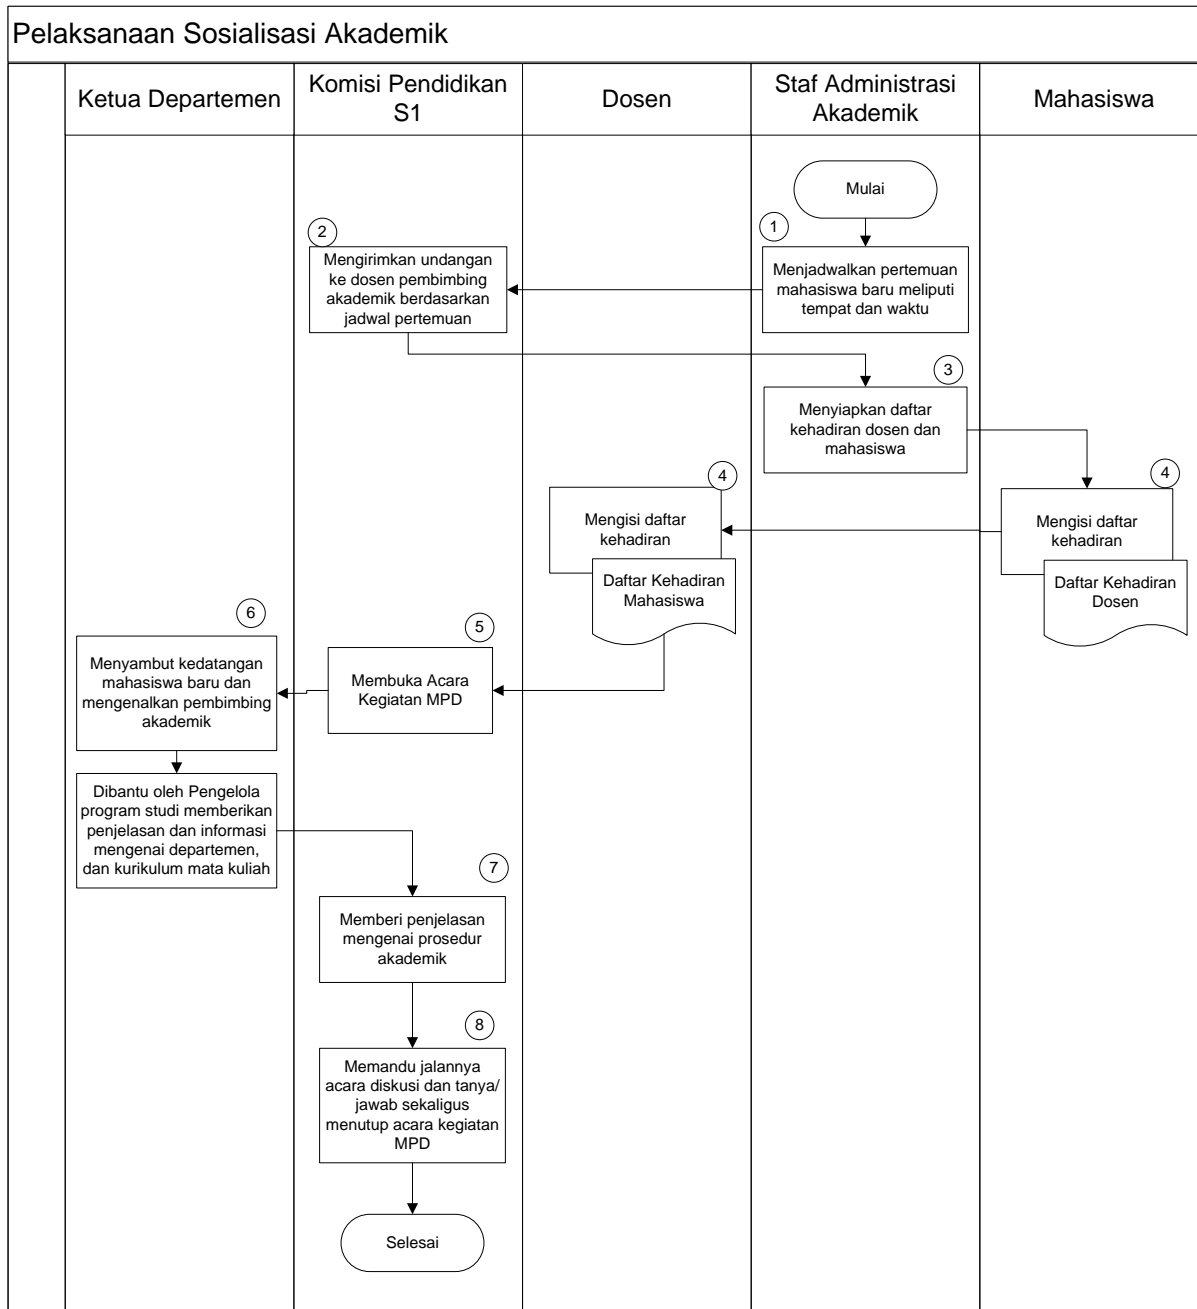 Pelaksanaan Sosialisasi Akademik
Ketua Departemen
Komisi Pendidikan
S1
Dosen
Staf Administrasi
Akademik
Mahasiswa
Mulai
1
Menjadwalkan pertemuan
mahasiswa baru meliputi
tempat dan waktu
2
Mengirimkan undangan
ke dosen pembimbing
akademik berdasarkan
jadwal pertemuan
3
Menyiapkan daftar
kehadiran dosen dan
mahasiswa
4
Mengisi daftar
kehadiran
Daftar Kehadiran
Dosen
4
Mengisi daftar
kehadiran
Daftar Kehadiran
Mahasiswa
5
Membuka Acara
Kegiatan MPD
6
Menyambut kedatangan
mahasiswa baru dan
mengenalkan pembimbing
akademik
Dibantu oleh Pengelola
program studi memberikan
penjelasan dan informasi
mengenai departemen,
dan kurikulum mata kuliah
7
Memberi penjelasan
mengenai prosedur
akademik
8
Memandu jalannya
acara diskusi dan tanya/
jawab sekaligus
menutup acara kegiatan
MPD
Selesai